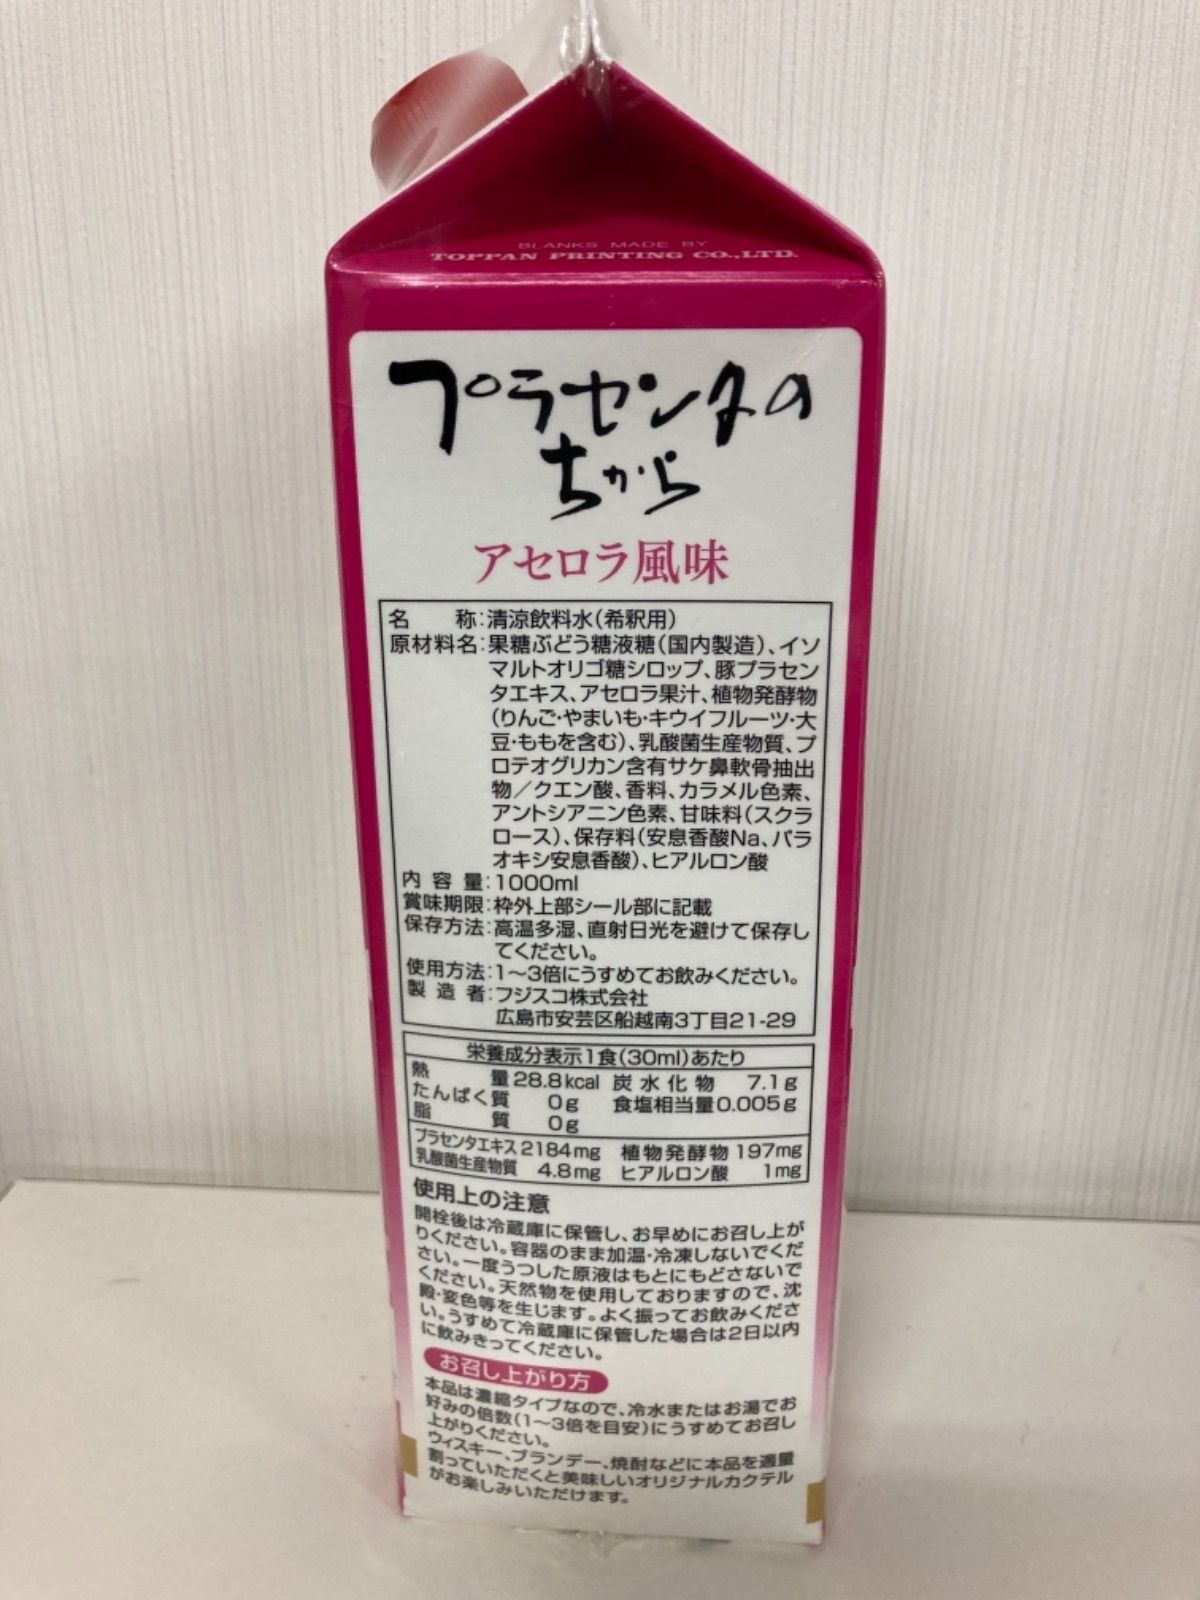 BLANKS MADE BY
TOPPAN PRINTING CO.,LTD.
プラセンタの
ちから
アセロラ風味
名称:清涼飲料水(希釈用)
原材料名:果糖ぶどう糖液糖(国内製造)、イソ
マルトオリゴ糖シロップ、豚プラセン
タエキス、アセロラ果汁、植物発酵物
(りんご・やまいも・キウイフルーツ・大
豆・ももを含む)、乳酸菌生産物質、プ
ロテオグリカン含有サケ鼻軟骨抽出
物/クエン酸、香料、カラメル色素、
アントシアニン色素、甘味料(スクラ
ロース)、保存料(安息香酸Na、パラ
オキシ安息香酸)、ヒアルロン酸
内容量:1000ml
賞味期限:枠外上部シール部に記載
保存方法:高温多湿、直射日光を避けて保存し
てください。
使用方法:1〜3倍にうすめてお飲みください。
製造者:フジスコ株式会社
広島市安芸区船越南3丁目21-29
栄養成分表示1食(30ml)あたり
熱量 28.8kcal 炭水化物 7.1g
たんぱく質 0g 食塩相当量 0.005g
脂質 0g
プラセンタエキス 2184mg 植物発酵物 197mg
乳酸菌生産物質 4.8mg ヒアルロン酸 1mg
使用上の注意
開栓後は冷蔵庫に保管し、お早めにお召し上が
りください。容器のまま加温・冷凍しないでくだ
さい。一度うつした原液はもとにもどさないで
ください。天然物を使用しておりますので、沈
殿・変色等を生じます。よく振ってお飲みくださ
い。うすめて冷蔵庫に保管した場合は2日以内
に飲みきってください。
お召し上がり方
本品は濃縮タイプなので、冷水またはお湯でお
好みの倍数(1〜3倍を目安)にうすめてお召し
上がりください。
ウィスキー、ブランデー、焼酎などに本品を適量
割っていただくと美味しいオリジナルカクテル
がお楽しみいただけます。